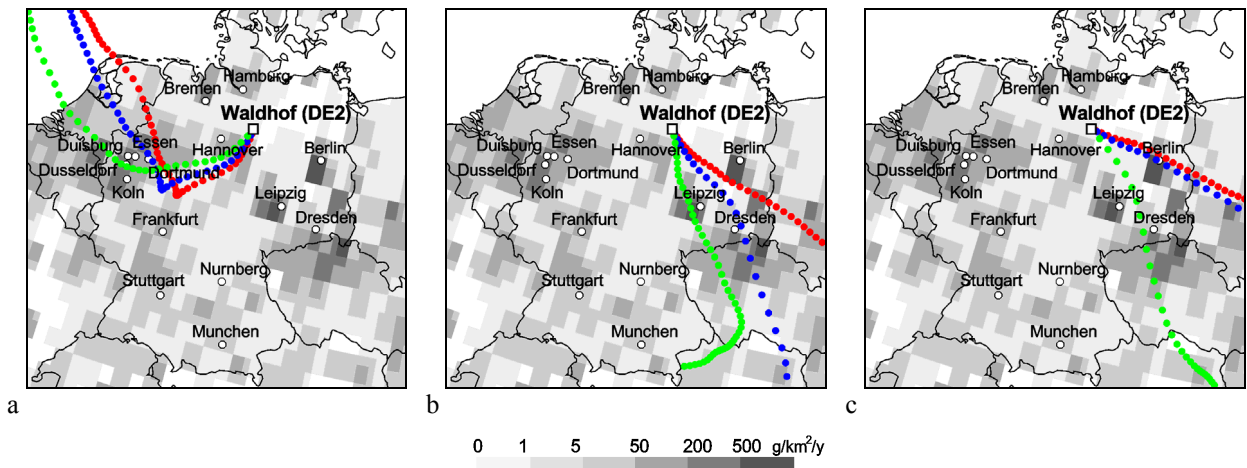 Hamburg
Bremen
Waldhof (DE2)
Essen
Duisburg
Hannover
Berlin
Dusseldorf
Dortmund
Koln
Leipzig
Frankfurt
Dresden
Nurnberg
Stuttgart
Munchen
a
Hamburg
Bremen
Waldhof (DE2)
Essen
Duisburg
Hannover
Berlin
Dusseldorf
Dortmund
Koln
Leipzig
Frankfurt
Dresden
Nurnberg
Stuttgart
Munchen
b
Hamburg
Bremen
Waldhof (DE2)
Essen
Duisburg
Hannover
Berlin
Dusseldorf
Dortmund
Koln
Leipzig
Frankfurt
Dresden
Nurnberg
Stuttgart
Munchen
c
0 1 5 50 200 500 g/km²/y